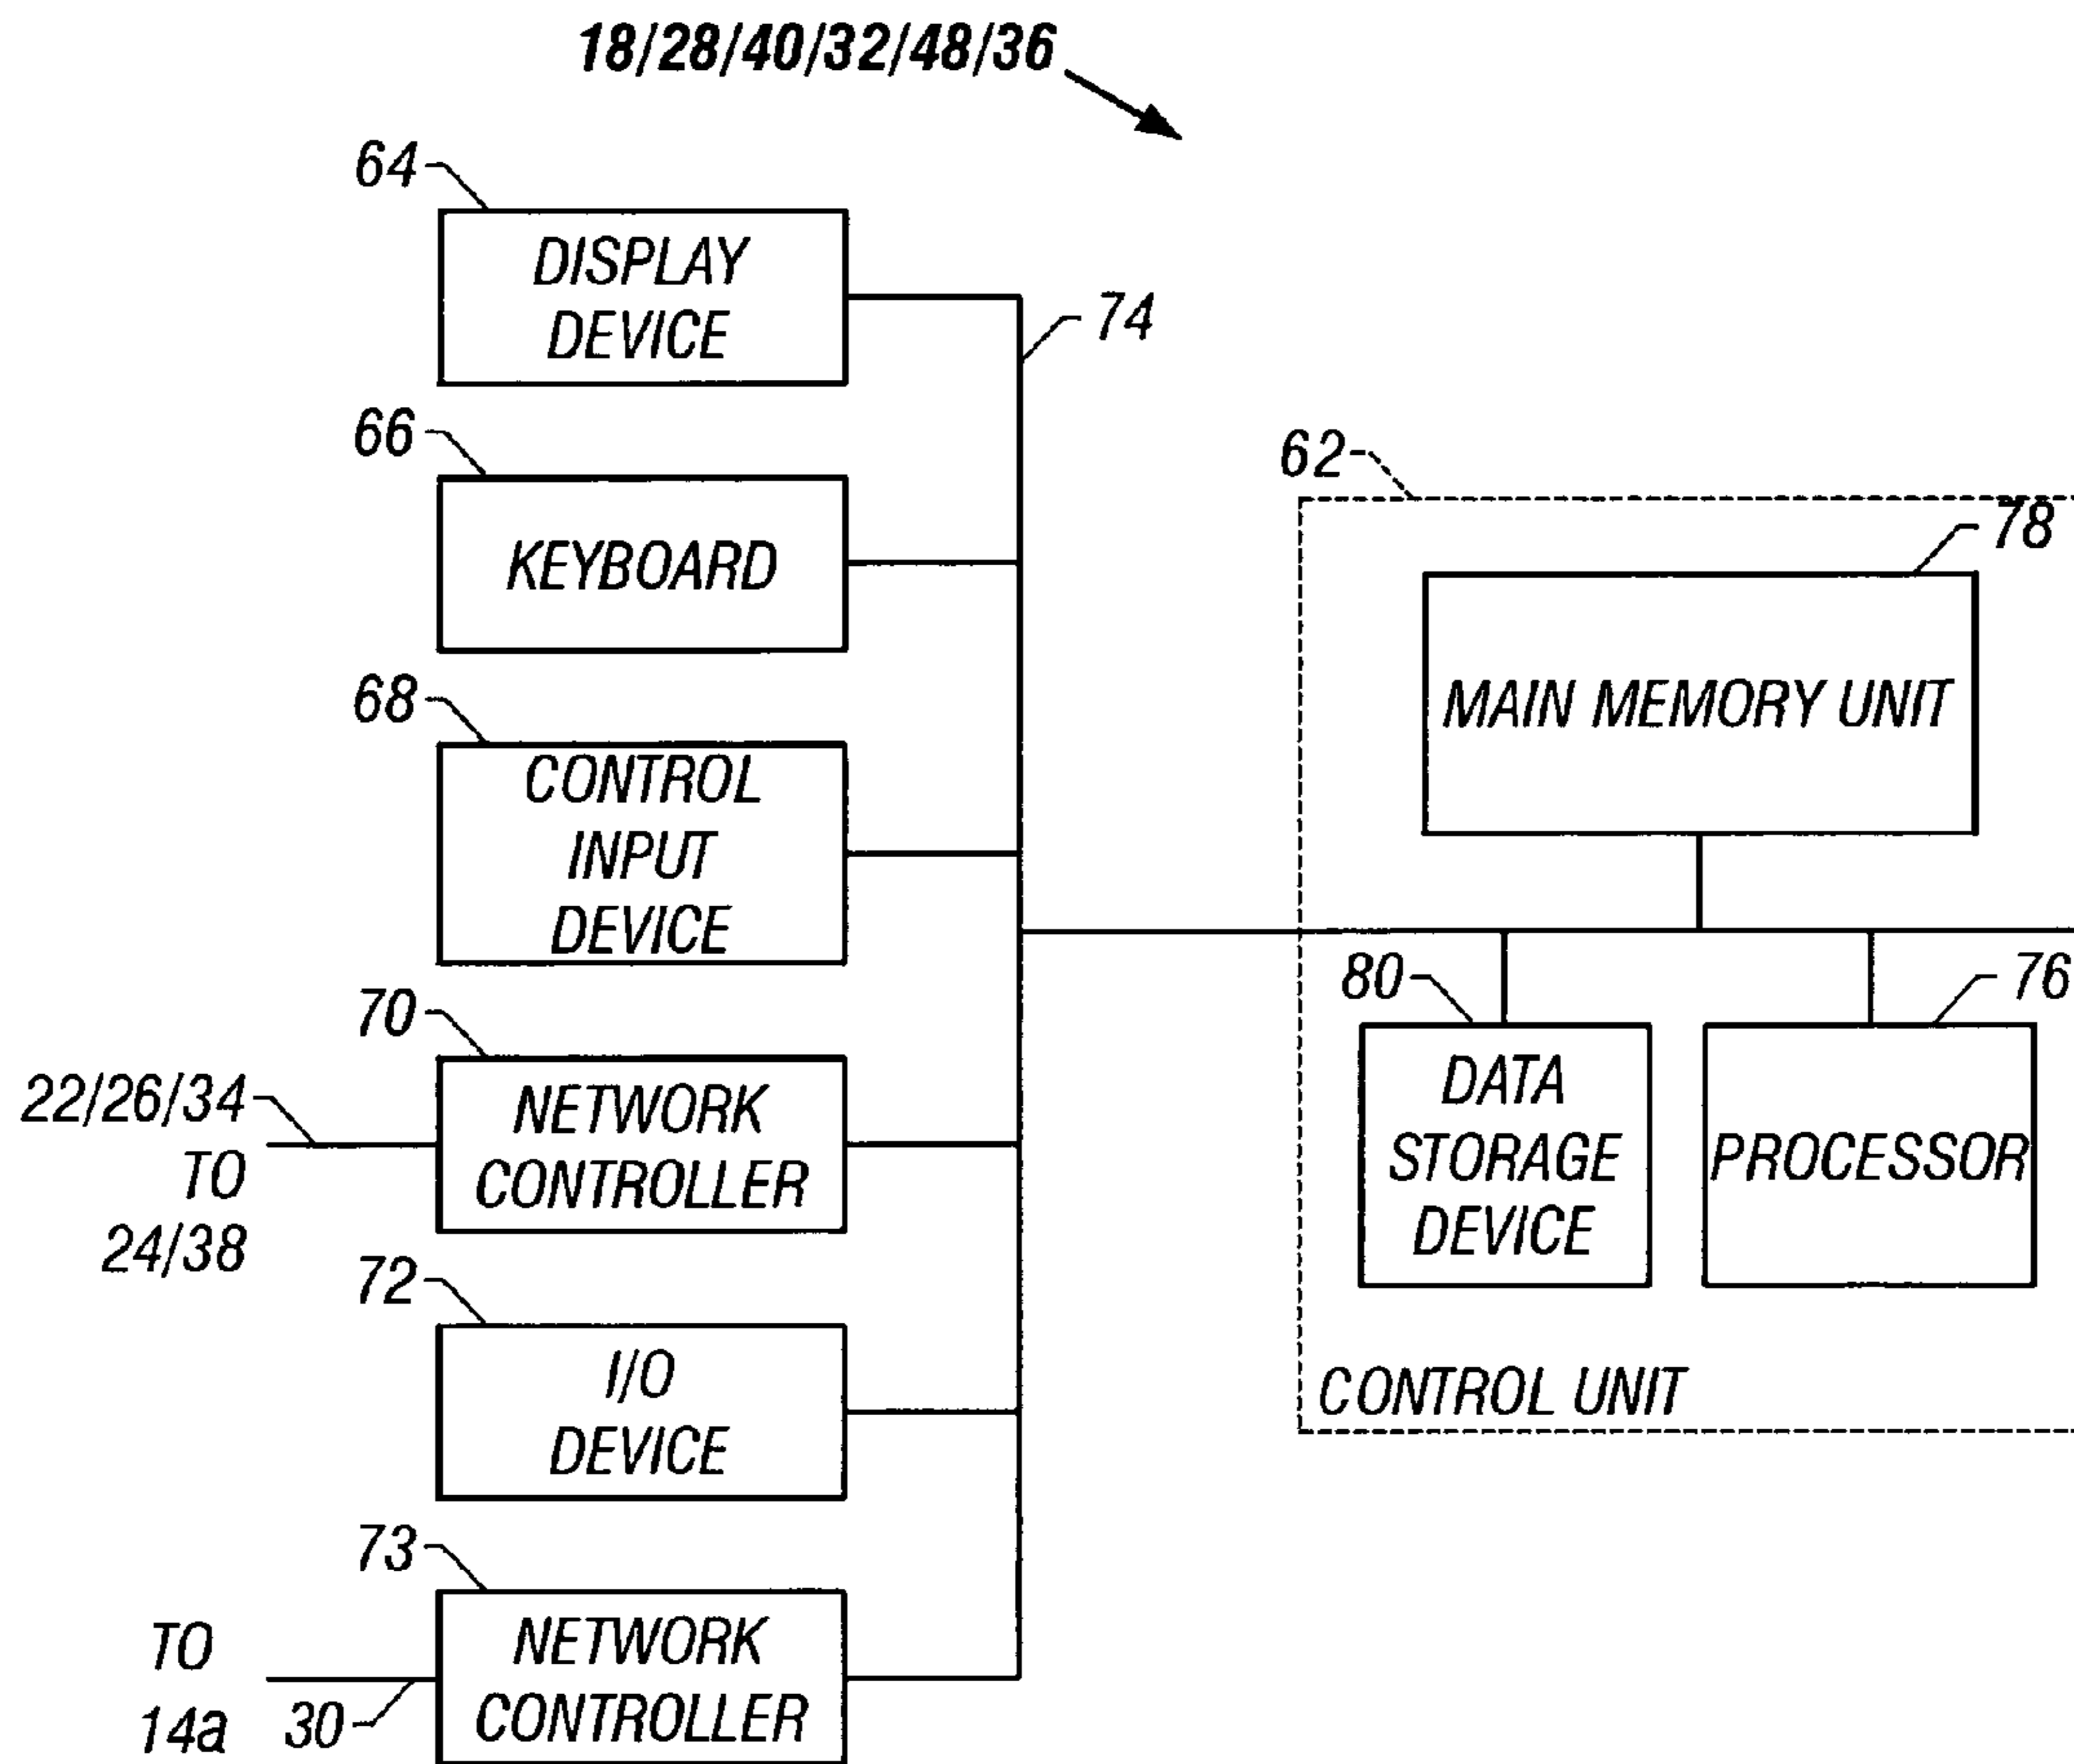 18/28/40/32/48/36
64
DISPLAY
DEVICE
74
66
KEYBOARD
62
78
MAIN MEMORY UNIT
68
CONTROL
INPUT
DEVICE
70
22/26/34
TO
24/38
NETWORK
CONTROLLER
80
DATA
STORAGE
DEVICE
76
PROCESSOR
CONTROL UNIT
72
I/O
DEVICE
73
TO
14a
30
NETWORK
CONTROLLER